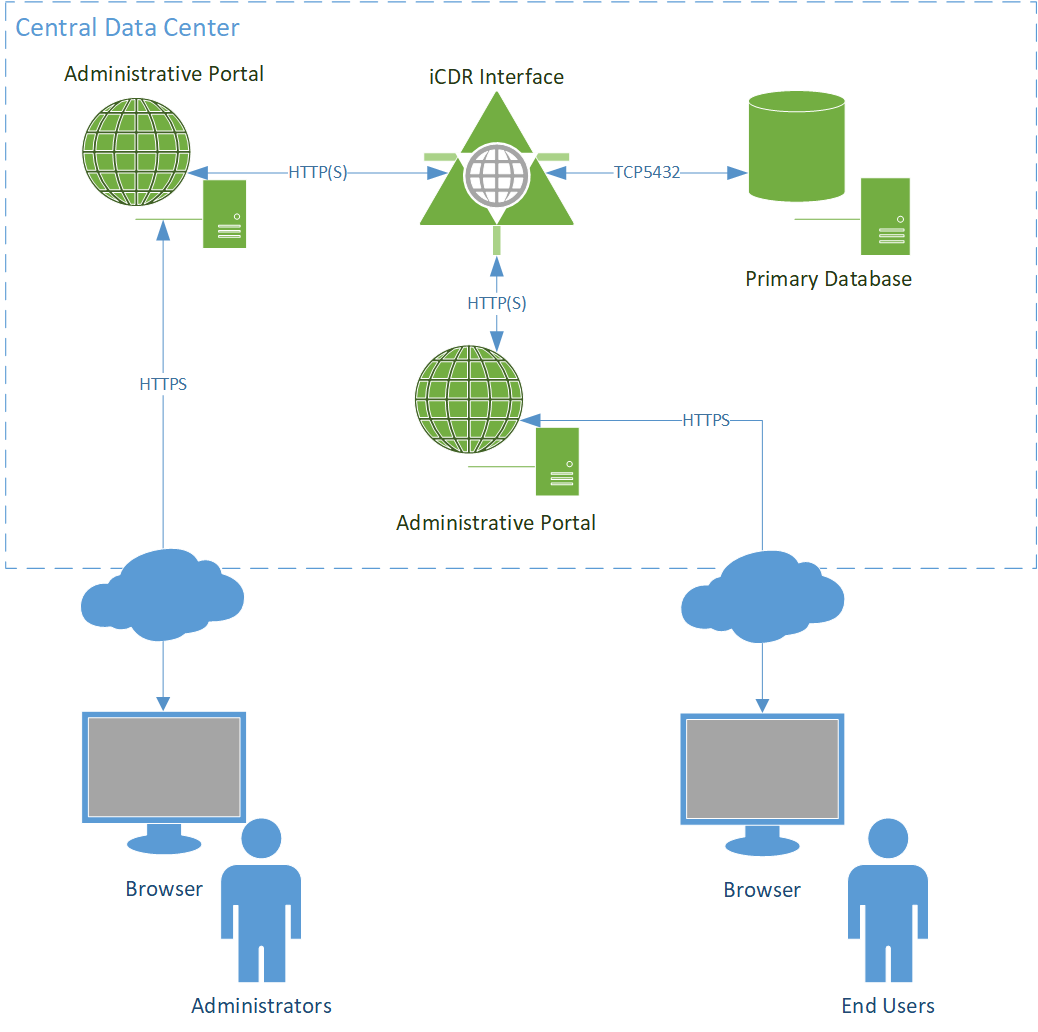 Central Data Center
Administrative Portal
iCDR Interface
HTTP(S)
TCP5432
Primary Database
HTTP(S)
HTTPS
HTTPS
Administrative Portal
Browser
Browser
Administrators
End Users